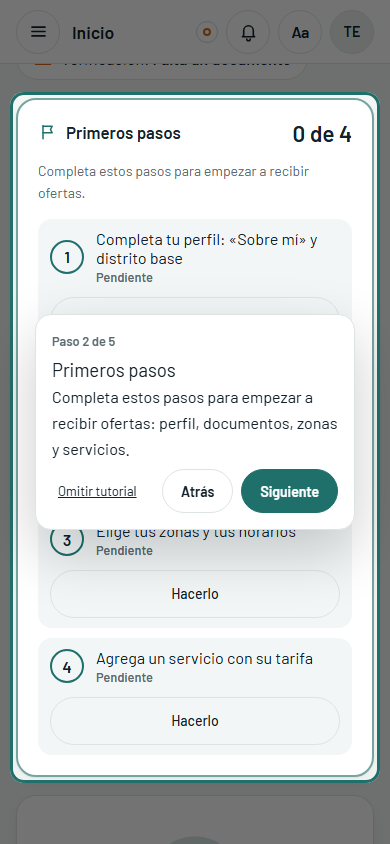 Inicio
Aa
TE
Primeros pasos
0 de 4
Completa estos pasos para empezar a recibir
ofertas.
1
Completa tu perfil: «Sobre mí» y
distrito base
Pendiente
Paso 2 de 5
Primeros pasos
Completa estos pasos para empezar a
recibir ofertas: perfil, documentos, zonas
y servicios.
Omitir tutorial
Atrás
Siguiente
3
Elige tus zonas y tus horarios
Pendiente
Hacerlo
4
Agrega un servicio con su tarifa
Pendiente
Hacerlo